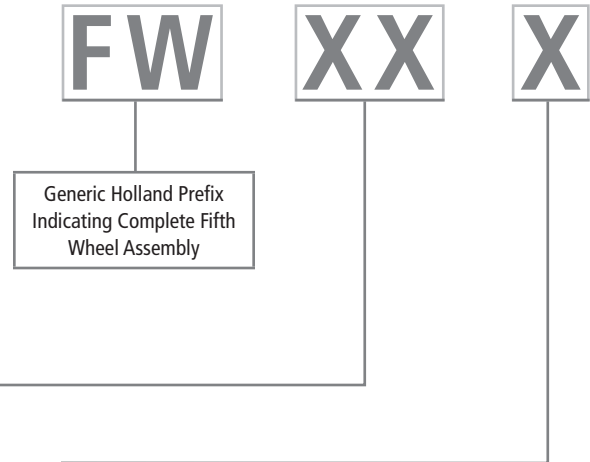 FW XX X
Generic Holland Prefix
Indicating Complete Fifth
Wheel Assembly